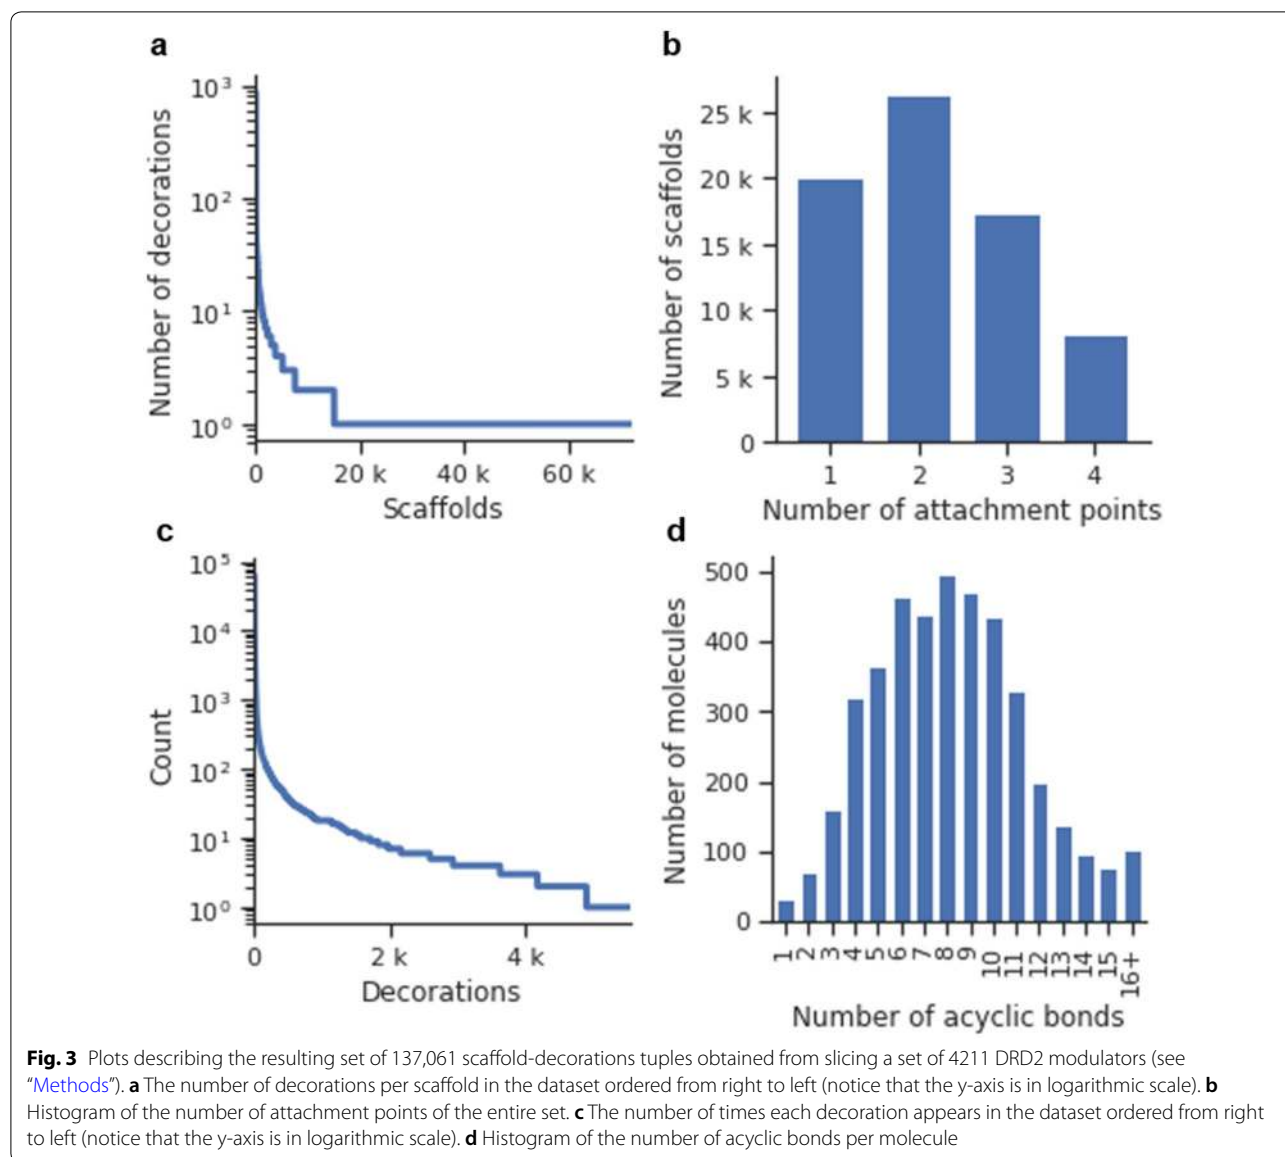 a
10³
10²
10¹
10⁰
Number of decorations
0
20 k
40 k
60 k
Scaffolds
b
25 k
20 k
15 k
10 k
5 k
0
Number of scaffolds
1
2
3
4
Number of attachment points
c
10⁵
10⁴
10³
10²
10¹
10⁰
Count
0
2 k
4 k
Decorations
d
500
400
300
200
100
0
Number of molecules
1
2
3
4
5
6
7
8
9
10
11
12
13
14
15
16+
Number of acyclic bonds
Fig. 3 Plots describing the resulting set of 137,061 scaffold-decorations tuples obtained from slicing a set of 4211 DRD2 modulators (see
“Methods”). a The number of decorations per scaffold in the dataset ordered from right to left (notice that the y-axis is in logarithmic scale). b
Histogram of the number of attachment points of the entire set. c The number of times each decoration appears in the dataset ordered from right
to left (notice that the y-axis is in logarithmic scale). d Histogram of the number of acyclic bonds per molecule